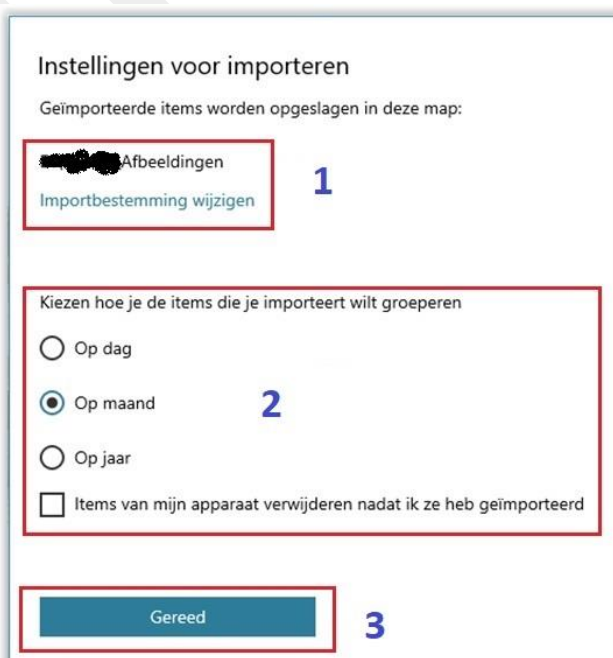 Instellingen voor importeren
Geïmporteerde items worden opgeslagen in deze map:
Afbeeldingen
Importbestemming wijzigen
1
Kiezen hoe je de items die je importeert wilt groeperen
Op dag
Op maand
2
Op jaar
Items van mijn apparaat verwijderen nadat ik ze heb geïmporteerd
Gereed
3